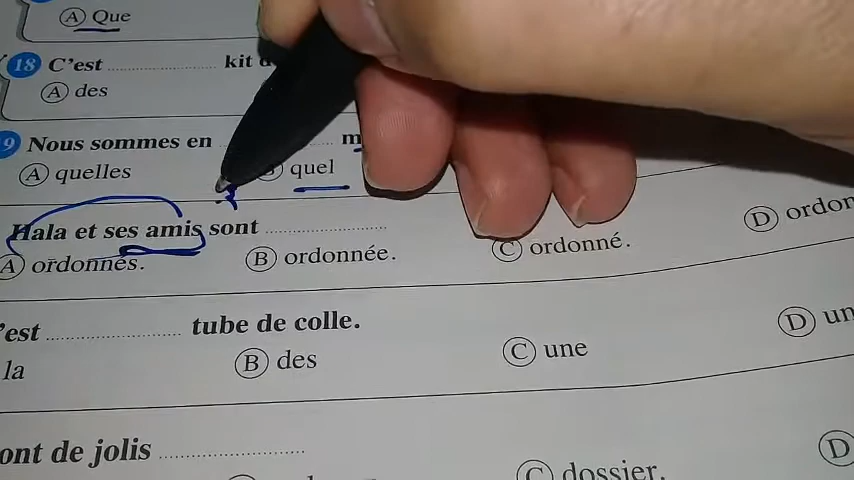 A Que
18 C'est .................... kit
A des
9 Nous sommes en
A quelles quel
Hala et ses amis sont ....................
A ordonnés. B ordonnée. C ordonné. D
'est .................... tube de colle.
la B des C une D un
ont de jolis ....................
C dossier. D